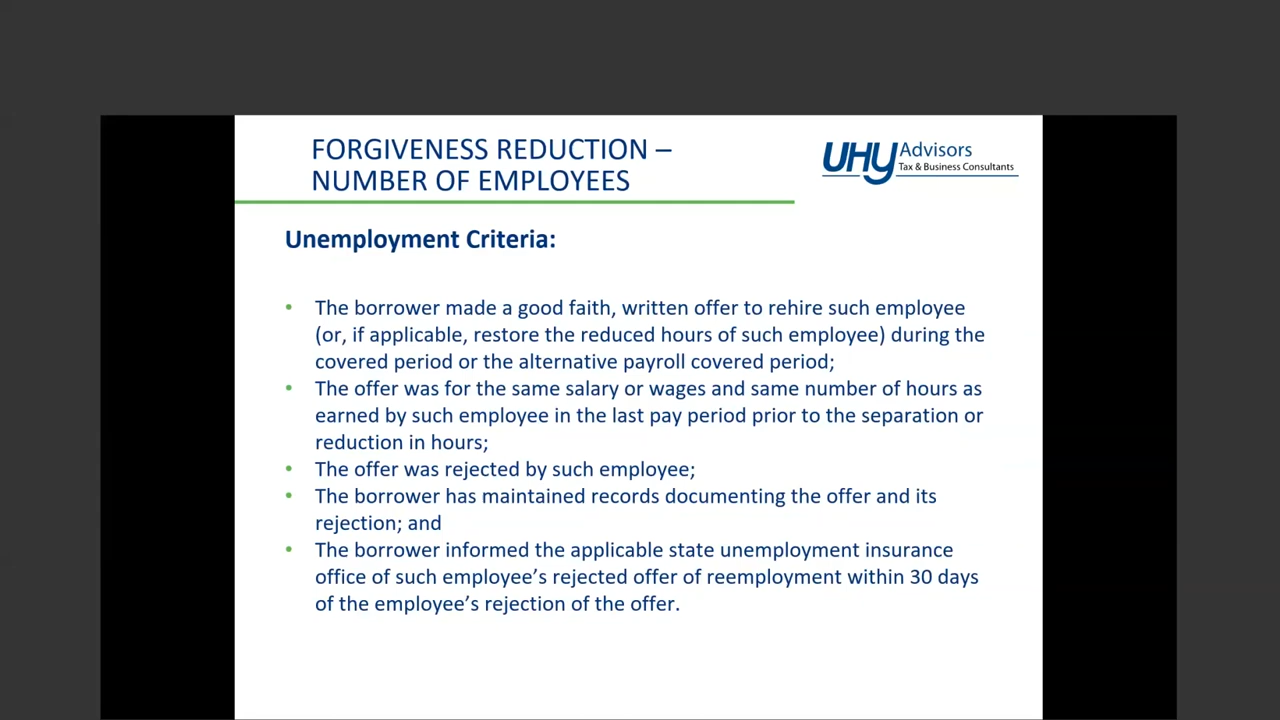 FORGIVENESS REDUCTION –
NUMBER OF EMPLOYEES
UHY Advisors
Tax & Business Consultants
Unemployment Criteria:
• The borrower made a good faith, written offer to rehire such employee
(or, if applicable, restore the reduced hours of such employee) during the
covered period or the alternative payroll covered period;
• The offer was for the same salary or wages and same number of hours as
earned by such employee in the last pay period prior to the separation or
reduction in hours;
• The offer was rejected by such employee;
• The borrower has maintained records documenting the offer and its
rejection; and
• The borrower informed the applicable state unemployment insurance
office of such employee’s rejected offer of reemployment within 30 days
of the employee’s rejection of the offer.